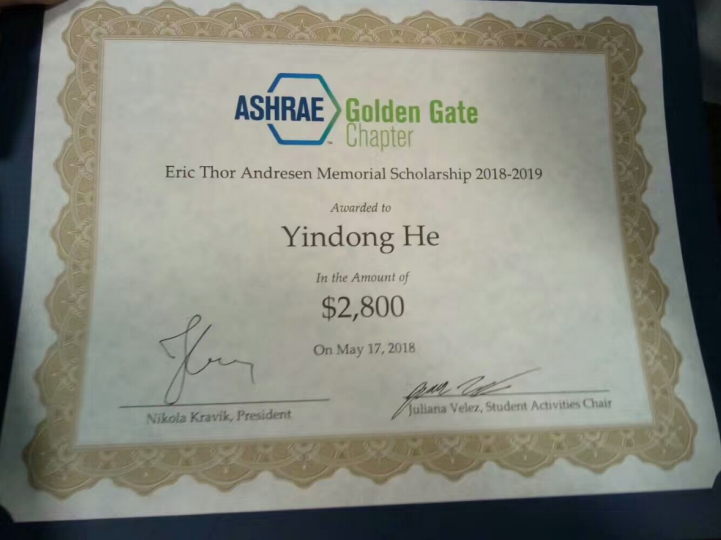 ASHRAE Golden Gate
Chapter
Eric Thor Andresen Memorial Scholarship 2018-2019
Awarded to
Yindong He
In the Amount of
$2,800
On May 17, 2018
Nikola Kravik, President
Juliana Velez, Student Activities Chair